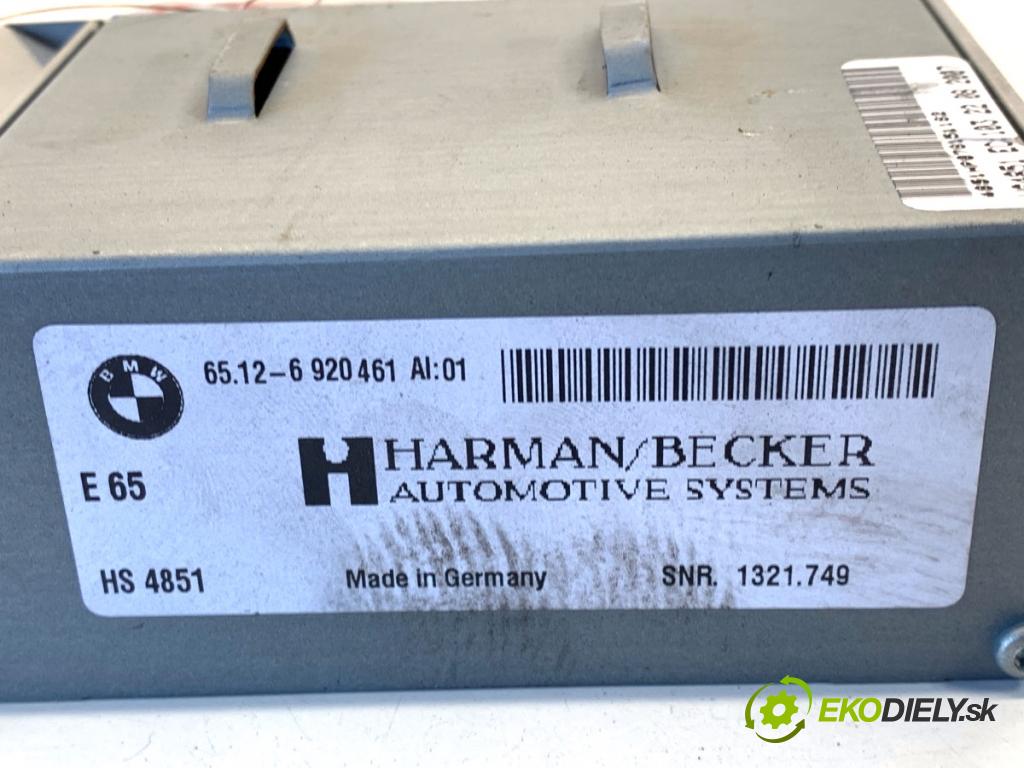 BMW
65.12-6 920 461 AI:01
E 65
HARMAN/BECKER
AUTOMOTIVE SYSTEMS
HS 4851
Made in Germany
SNR. 1321.749
EKODIELY.sk